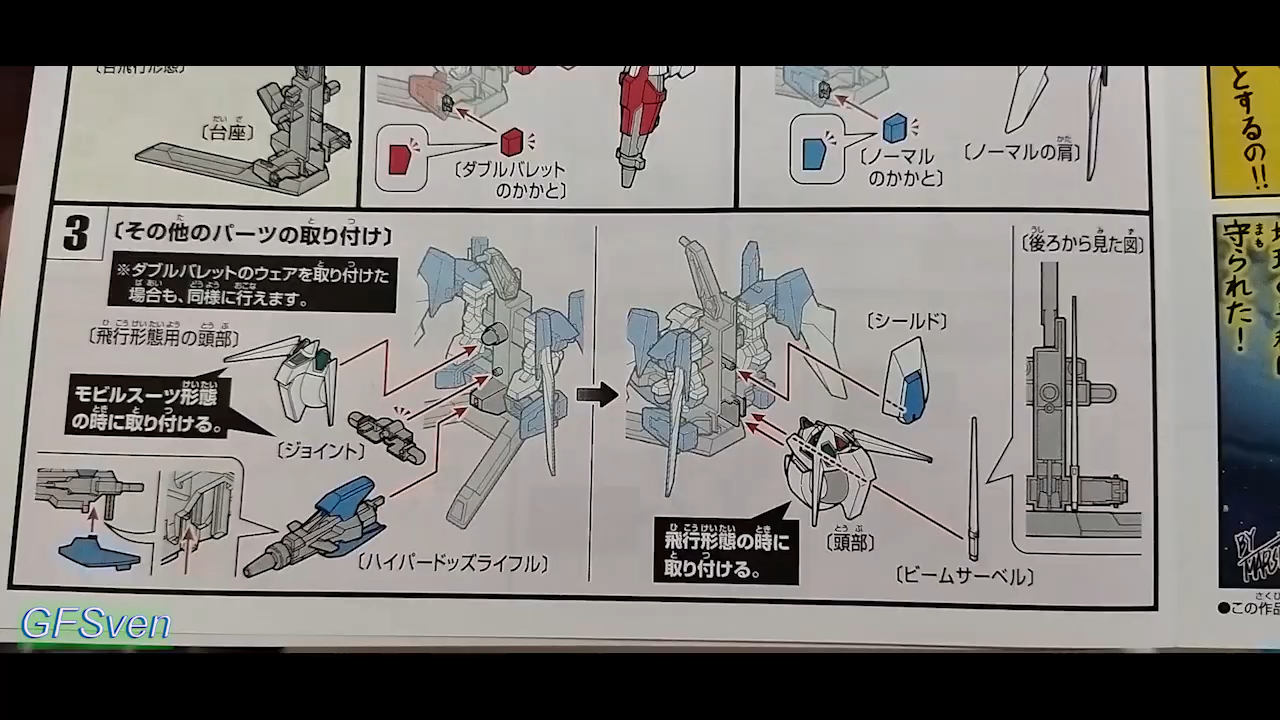 〔台座〕
〔ダブルバレット
のかかと〕
〔ノーマル
のかかと〕
〔ノーマルの肩〕
とするの!!
3
〔その他のパーツの取り付け〕
※ダブルバレットのウェアを取り付けた
場合も、同様に行えます。
〔飛行形態用の頭部〕
モビルスーツ形態
の時に取り付ける。
〔ジョイント〕
〔ハイパードッズライフル〕
〔シールド〕
〔後ろから見た図〕
飛行形態の時に
取り付ける。
〔頭部〕
〔ビームサーベル〕
守られた!
BY
●この作品
GFSven